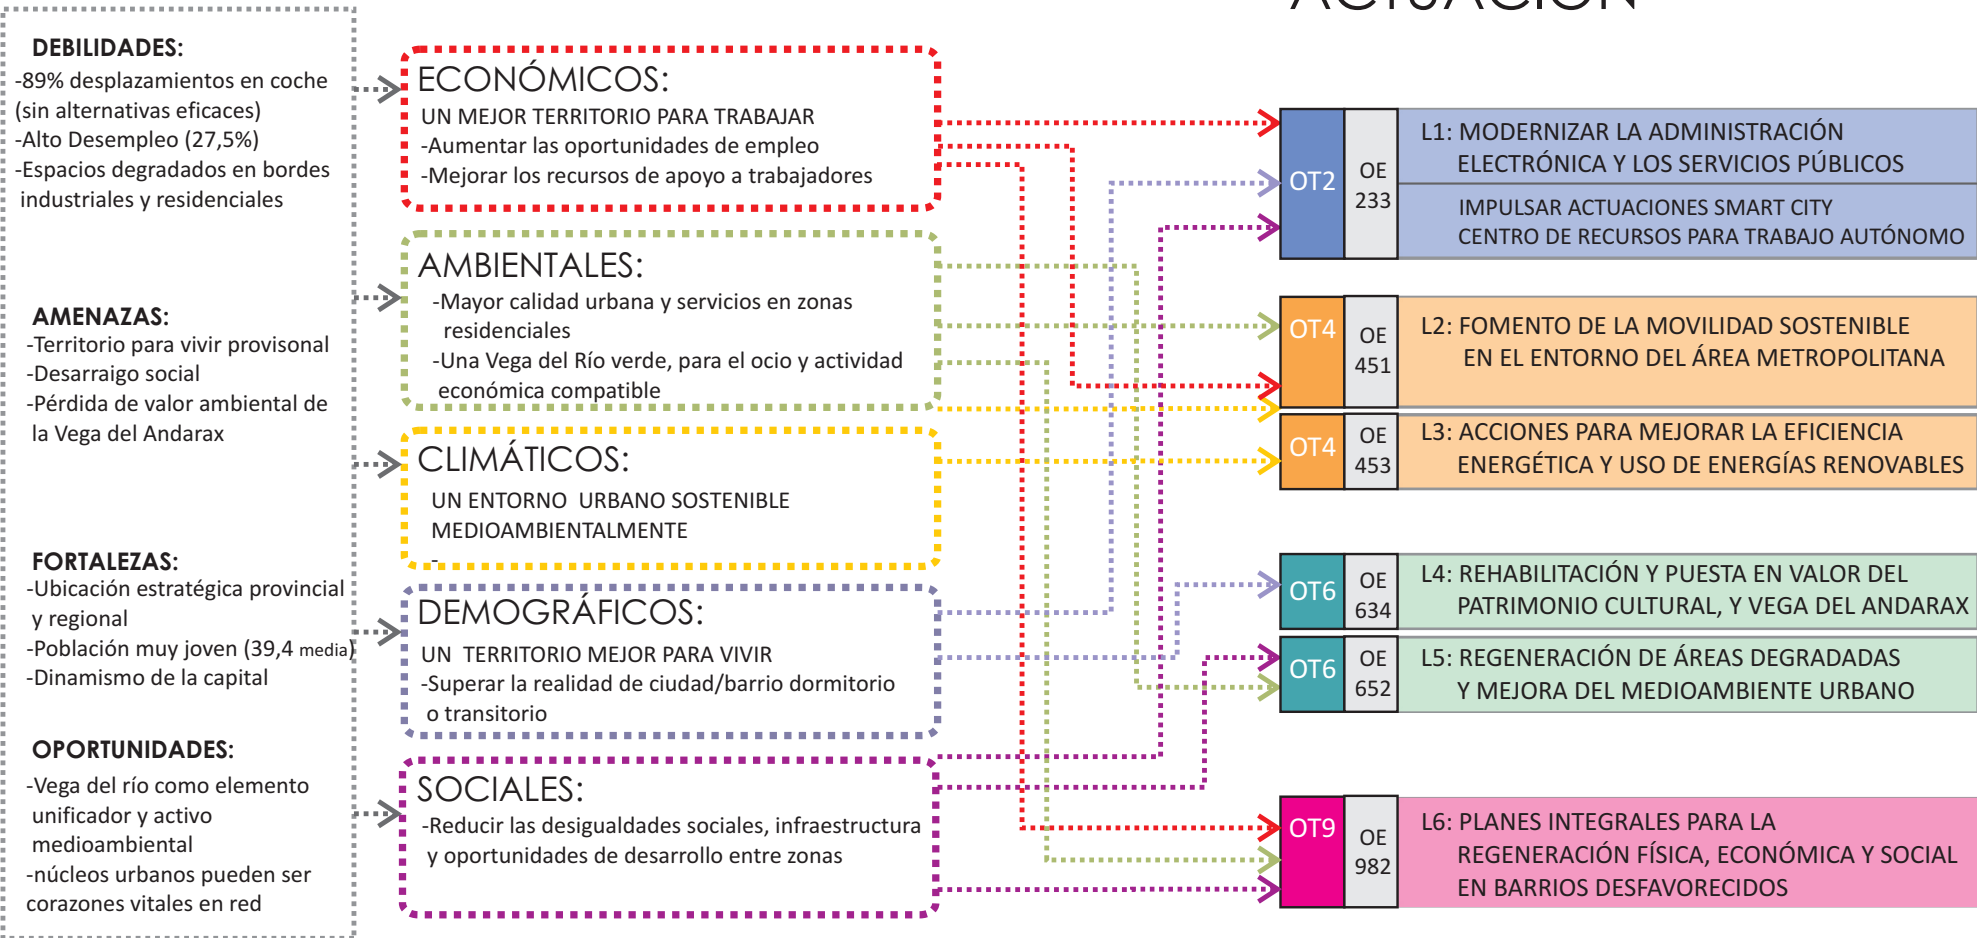 ACTUACIÓN
DEBILIDADES:
-89% desplazamientos en coche
(sin alternativas eficaces)
-Alto Desempleo (27,5%)
-Espacios degradados en bordes
industriales y residenciales
AMENAZAS:
-Territorio para vivir provisonal
-Desarraigo social
-Pérdida de valor ambiental de
la Vega del Andarax
FORTALEZAS:
-Ubicación estratégica provincial
y regional
-Población muy joven (39,4 media)
-Dinamismo de la capital
OPORTUNIDADES:
-Vega del río como elemento
unificador y activo
medioambiental
-núcleos urbanos pueden ser
corazones vitales en red
ECONÓMICOS:
UN MEJOR TERRITORIO PARA TRABAJAR
-Aumentar las oportunidades de empleo
-Mejorar los recursos de apoyo a trabajadores
AMBIENTALES:
-Mayor calidad urbana y servicios en zonas
residenciales
-Una Vega del Río verde, para el ocio y actividad
económica compatible
CLIMÁTICOS:
UN ENTORNO URBANO SOSTENIBLE
MEDIOAMBIENTALMENTE
-
DEMOGRÁFICOS:
UN TERRITORIO MEJOR PARA VIVIR
-Superar la realidad de ciudad/barrio dormitorio
o transitorio
SOCIALES:
-Reducir las desigualdades sociales, infraestructura
y oportunidades de desarrollo entre zonas
OT2
OE
233
L1: MODERNIZAR LA ADMINISTRACIÓN
ELECTRÓNICA Y LOS SERVICIOS PÚBLICOS
IMPULSAR ACTUACIONES SMART CITY
CENTRO DE RECURSOS PARA TRABAJO AUTÓNOMO
OT4
OE
451
L2: FOMENTO DE LA MOVILIDAD SOSTENIBLE
EN EL ENTORNO DEL ÁREA METROPOLITANA
OT4
OE
453
L3: ACCIONES PARA MEJORAR LA EFICIENCIA
ENERGÉTICA Y USO DE ENERGÍAS RENOVABLES
OT6
OE
634
L4: REHABILITACIÓN Y PUESTA EN VALOR DEL
PATRIMONIO CULTURAL, Y VEGA DEL ANDARAX
OT6
OE
652
L5: REGENERACIÓN DE ÁREAS DEGRADADAS
Y MEJORA DEL MEDIOAMBIENTE URBANO
OT9
OE
982
L6: PLANES INTEGRALES PARA LA
REGENERACIÓN FÍSICA, ECONÓMICA Y SOCIAL
EN BARRIOS DESFAVORECIDOS